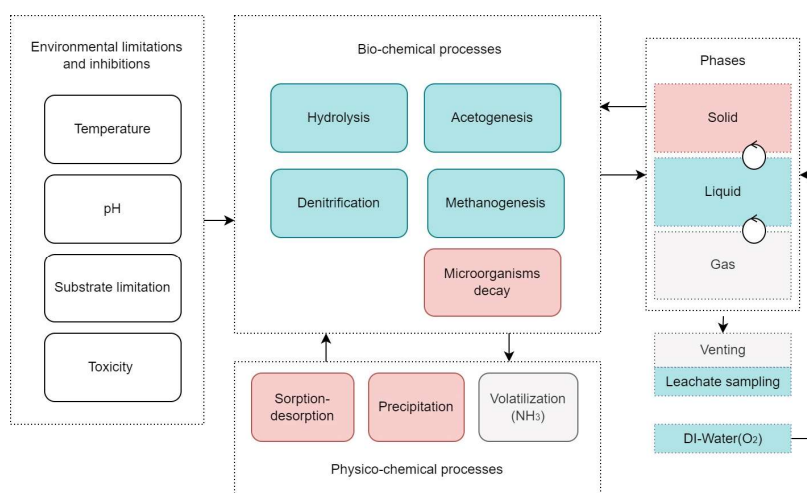 Environmental limitations
and inhibitions
Temperature
pH
Substrate limitation
Toxicity
Bio-chemical processes
Hydrolysis
Acetogenesis
Denitrification
Methanogenesis
Microorganisms
decay
Sorption-
desorption
Precipitation
Volatilization
(NH3)
Physico-chemical processes
Phases
Solid
Liquid
Gas
Venting
Leachate sampling
DI-Water(O2)